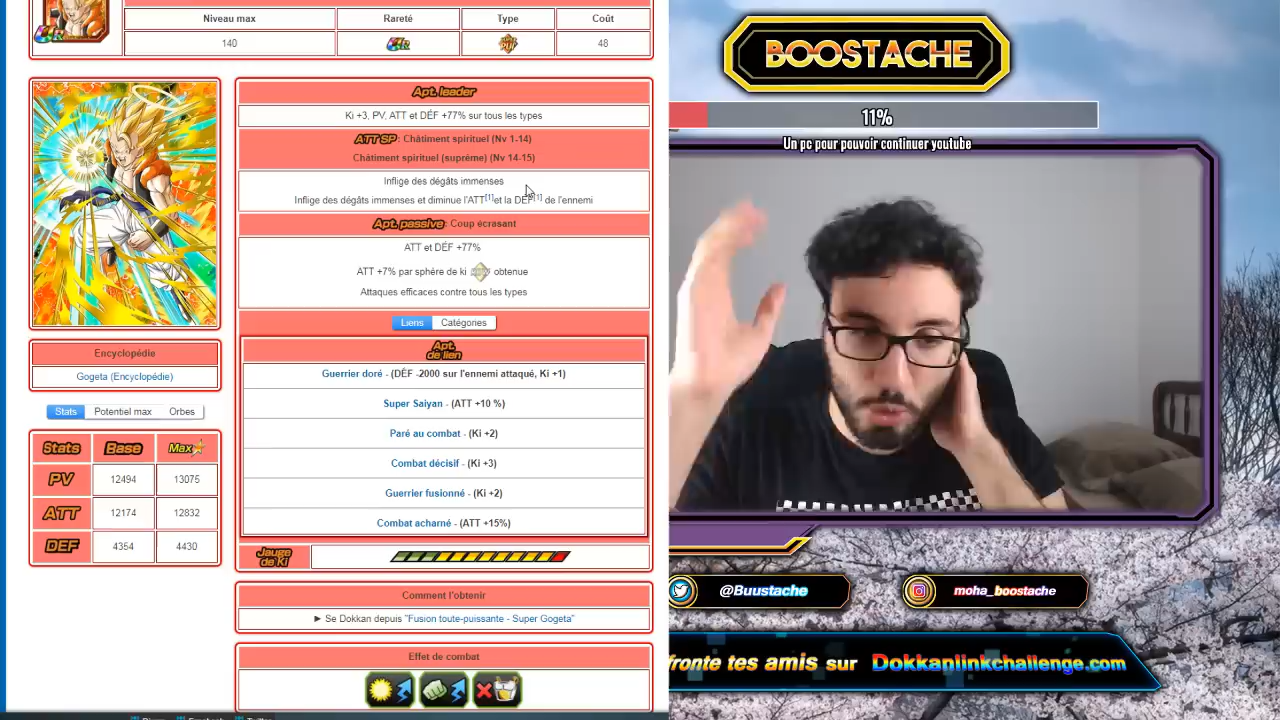 Niveau max
Rareté
Type
Coût
140
48
Apt. leader
Ki +3, PV, ATT et DÉF +77% sur tous les types
ATT SP : Châtiment spirituel (Nv 1-14)
Châtiment spirituel (suprême) (Nv 14-15)
Inflige des dégâts immenses
Inflige des dégâts immenses et diminue l'ATT[1]et la DÉF[1] de l'ennemi
Apt. passive : Coup écrasant
ATT et DÉF +77%
ATT +7% par sphère de ki obtenue
Attaques efficaces contre tous les types
Liens
Catégories
Apt.
de lien
Guerrier doré - (DÉF -2000 sur l'ennemi attaqué, Ki +1)
Super Saiyan - (ATT +10 %)
Paré au combat - (Ki +2)
Combat décisif - (Ki +3)
Guerrier fusionné - (Ki +2)
Combat acharné - (ATT +15%)
Jauge
de Ki
Comment l'obtenir
► Se Dokkan depuis "Fusion toute-puissante - Super Gogeta"
Effet de combat
Encyclopédie
Gogeta (Encyclopédie)
Stats
Potentiel max
Orbes
Stats
Base
Max
PV
12494
13075
ATT
12174
12832
DEF
4354
4430
BOOSTACHE
11%
Un pc pour pouvoir continuer youtube
@Buustache
moha_boostache
fronte tes amis sur Dokkanlinkchallenge.com